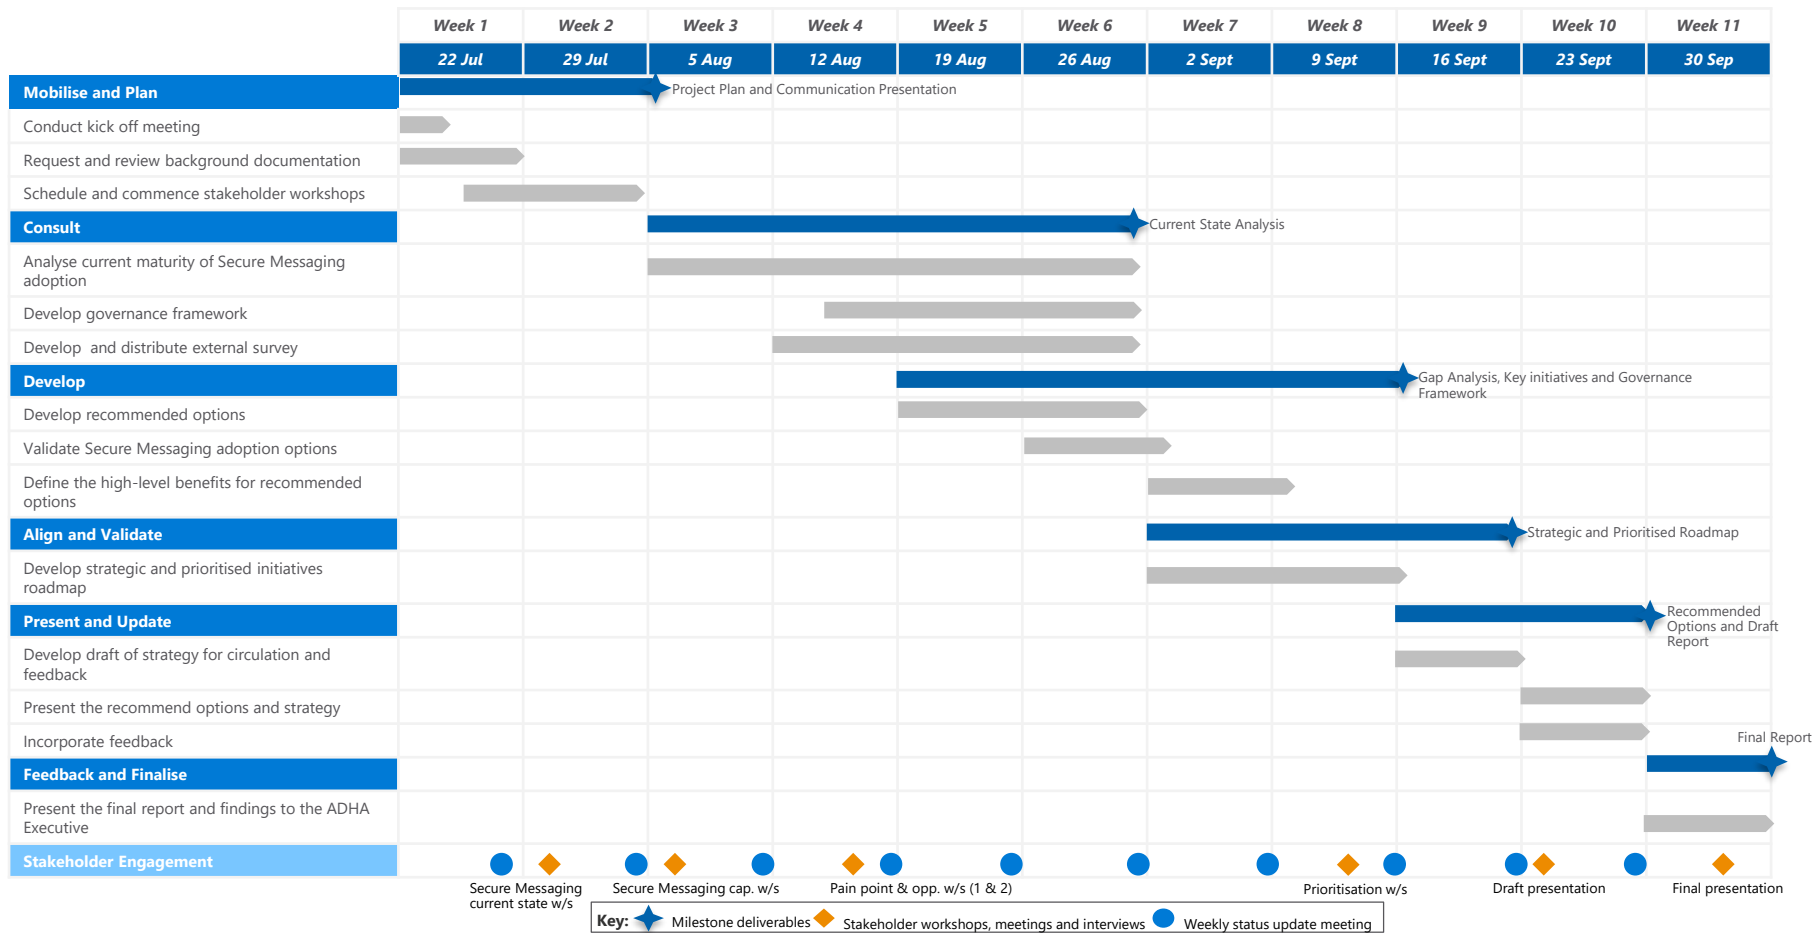 Week 1 Week 2 Week 3 Week 4 Week 5 Week 6 Week 7 Week 8 Week 9 Week 10 Week 11
22 Jul 29 Jul 5 Aug 12 Aug 19 Aug 26 Aug 2 Sept 9 Sept 16 Sept 23 Sept 30 Sep
Mobilise and Plan
Project Plan and Communication Presentation
Conduct kick off meeting
Request and review background documentation
Schedule and commence stakeholder workshops
Consult
Current State Analysis
Analyse current maturity of Secure Messaging
adoption
Develop governance framework
Develop and distribute external survey
Develop
Gap Analysis, Key initiatives and Governance
Framework
Develop recommended options
Validate Secure Messaging adoption options
Define the high-level benefits for recommended
options
Align and Validate
Strategic and Prioritised Roadmap
Develop strategic and prioritised initiatives
roadmap
Present and Update
Recommended
Options and Draft
Report
Develop draft of strategy for circulation and
feedback
Present the recommend options and strategy
Incorporate feedback
Final Report
Feedback and Finalise
Present the final report and findings to the ADHA
Executive
Stakeholder Engagement
Secure Messaging
current state w/s
Secure Messaging cap. w/s
Pain point & opp. w/s (1 & 2)
Prioritisation w/s
Draft presentation
Final presentation
Key: Milestone deliverables Stakeholder workshops, meetings and interviews Weekly status update meeting